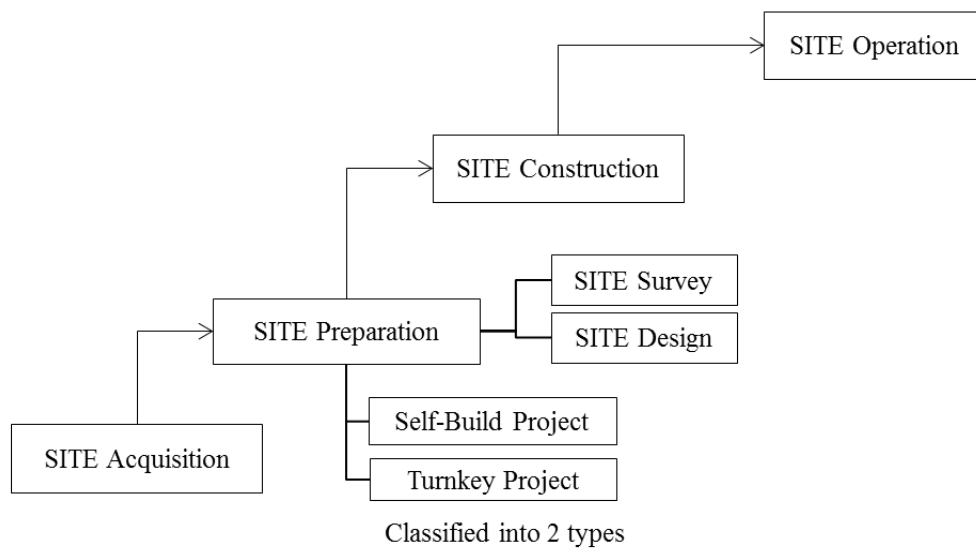 SITE Operation
SITE Construction
SITE Survey
SITE Preparation
SITE Design
Self-Build Project
SITE Acquisition
Turnkey Project
Classified into 2 types